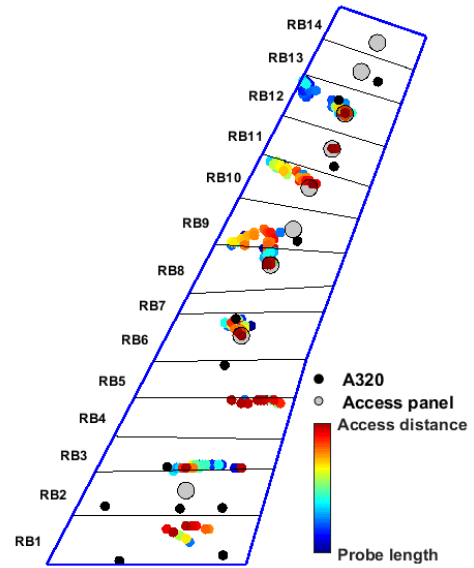 RB14
RB13
RB12
RB11
RB10
RB9
RB8
RB7
RB6
RB5
RB4
RB3
RB2
RB1
A320
Access panel
Access distance
Probe length